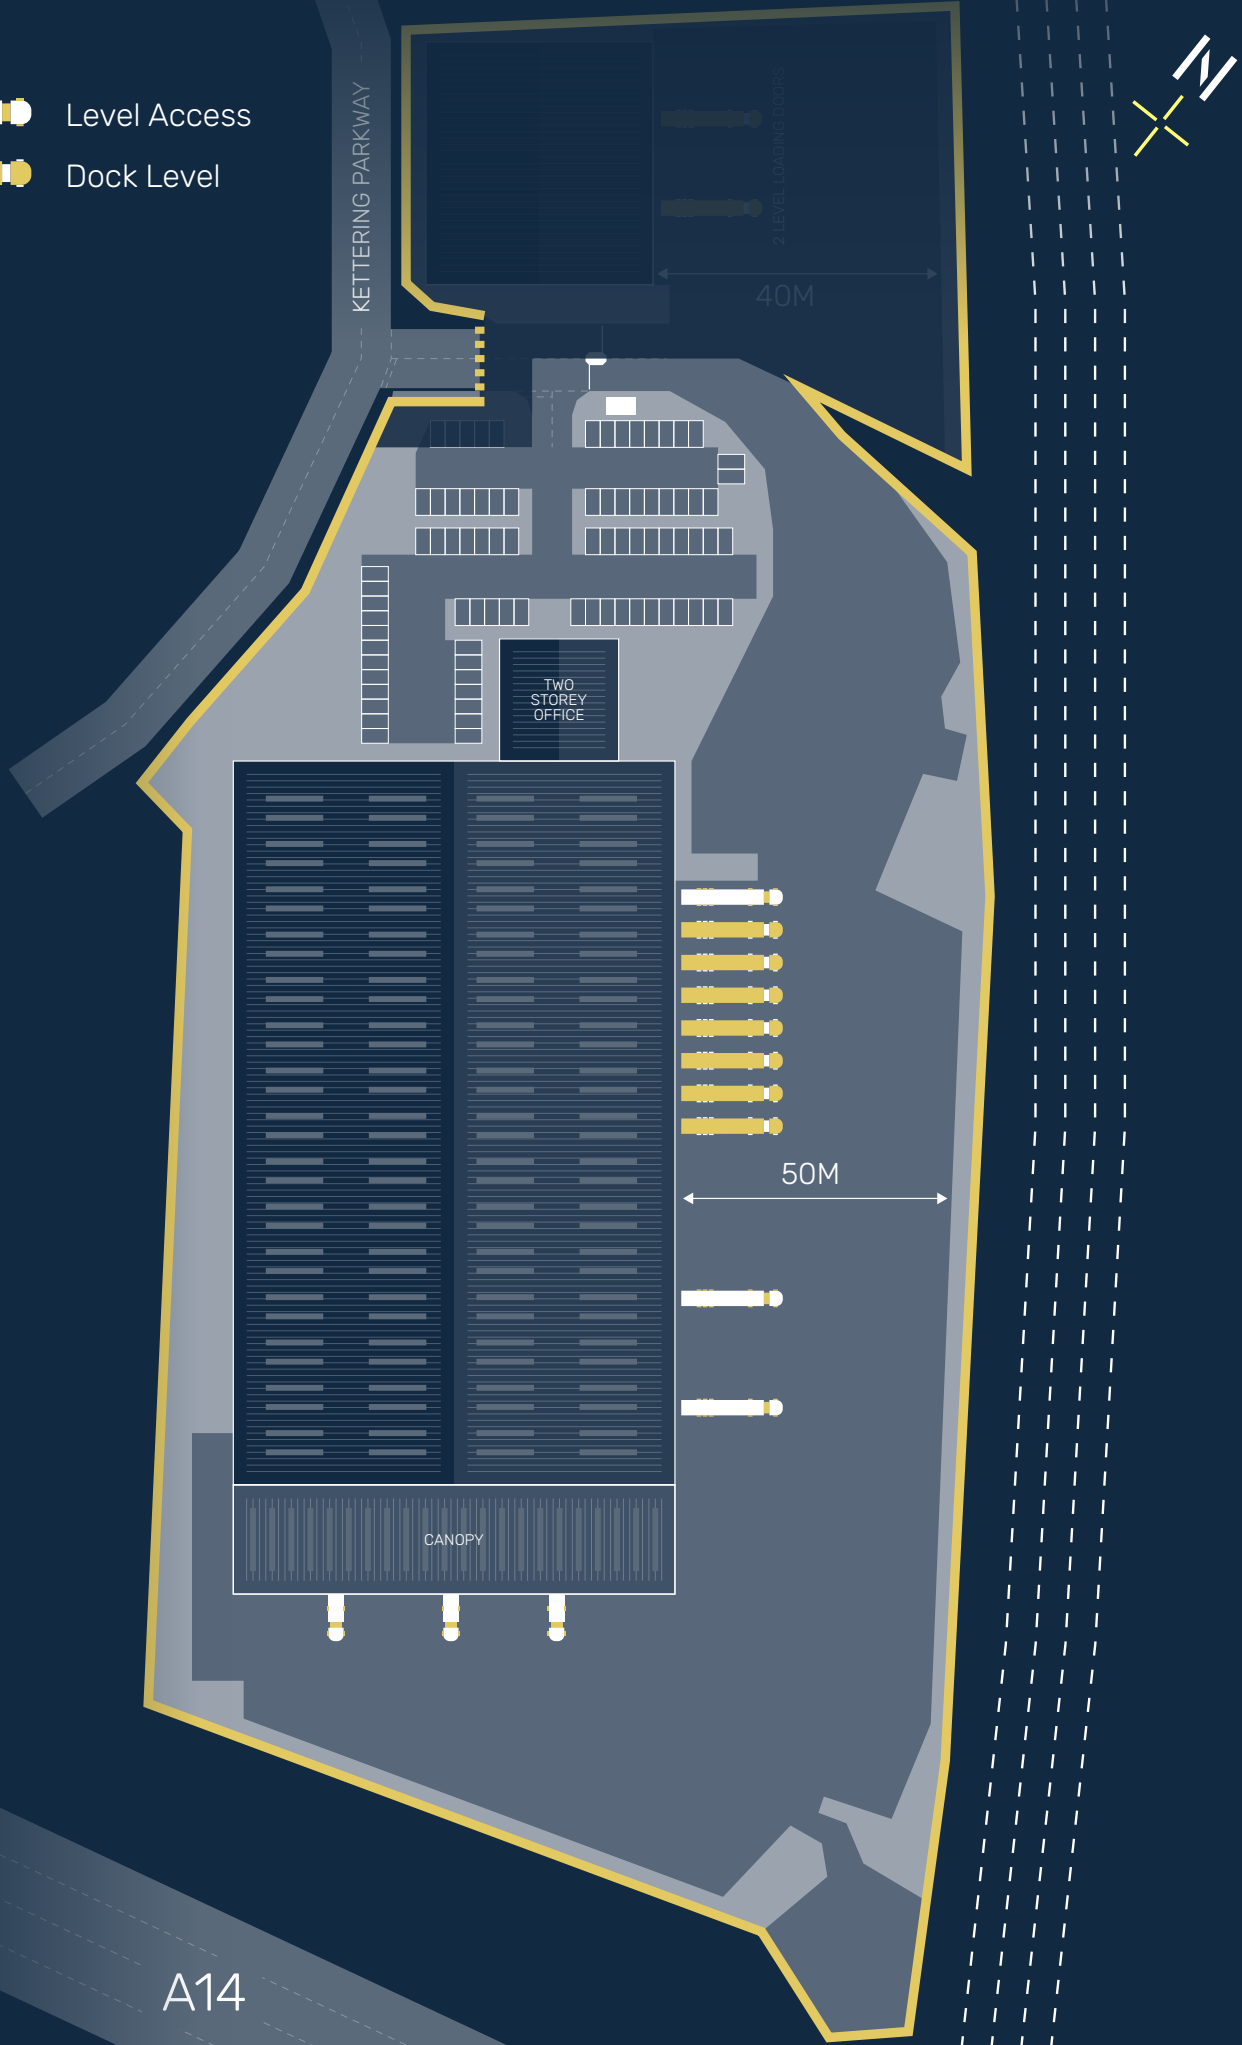 N
Level Access
Dock Level
KETTERING PARKWAY
2 LEVEL LOADING DOORS
40M
TWO
STOREY
OFFICE
50M
CANOPY
A14